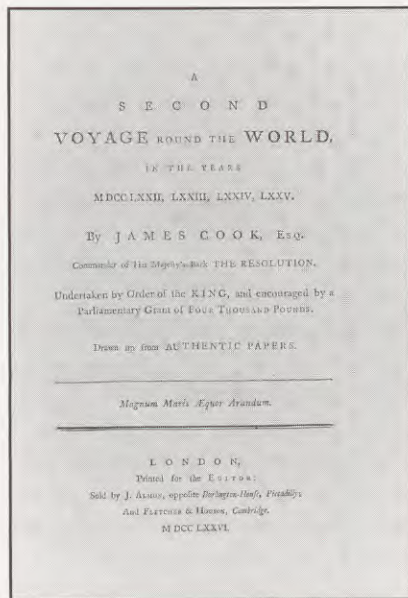 A
SECOND
VOYAGE ROUND THE WORLD,
IN THE YEARS
MDCCLXXII, LXXIII, LXXIV, LXXV.
By JAMES COOK, Esq.
Commander of His Majesty's Bark THE RESOLUTION.
Undertaken by Order of the KING, and encouraged by a
Parliamentary Grant of FOUR THOUSAND POUNDS.
Drawn up from AUTHENTIC PAPERS.
Magnum Maris Æquor Arandum.
LONDON,
Printed for the EDITOR:
Sold by J. ALMON, opposite Burlington-House, Piccadilly;
And FLETCHER & HODSON, Cambridge.
M DCC LXXVI.